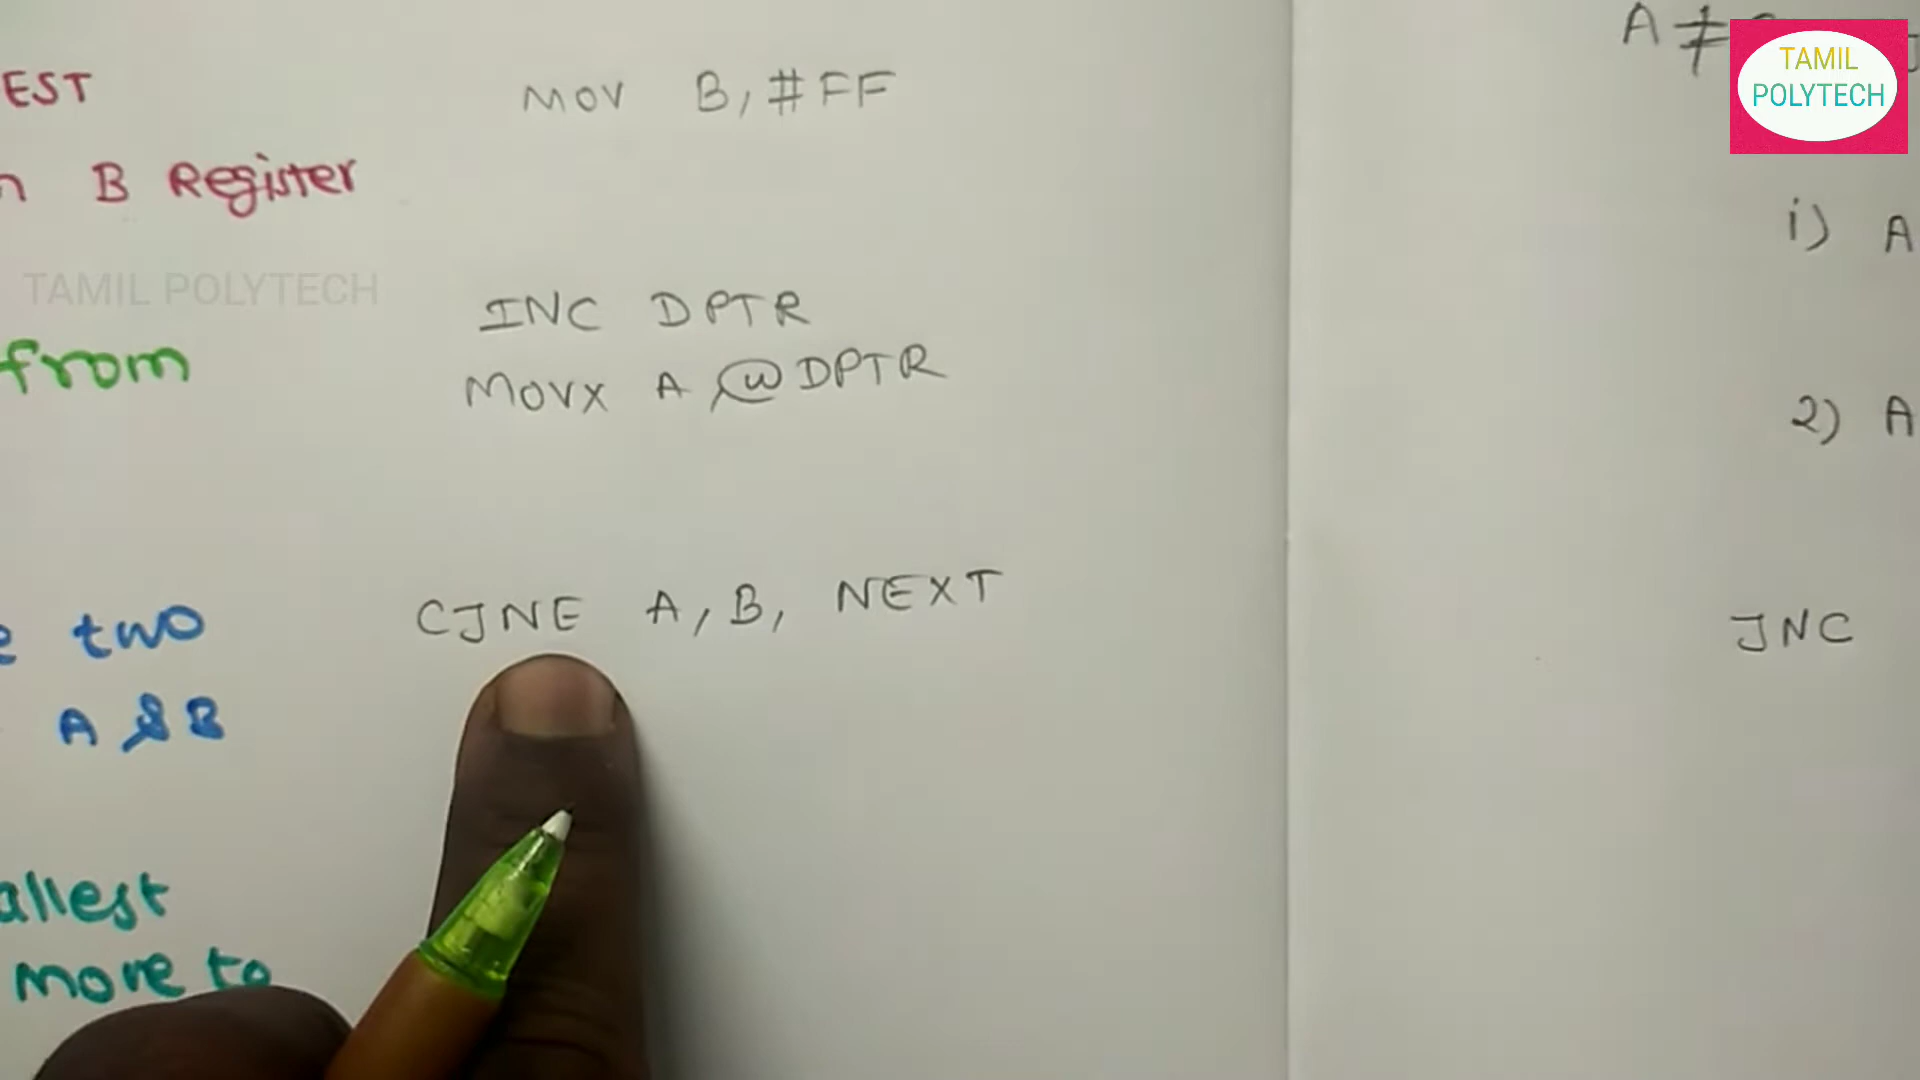 EST
MOV B, #FF
B Register
TAMIL POLYTECH
from
INC DPTR
MOVX A,@DPTR
two
A & B
CJNE A, B, NEXT
allest
move to
A ≠
TAMIL
POLYTECH
i) A
2) A
JNC